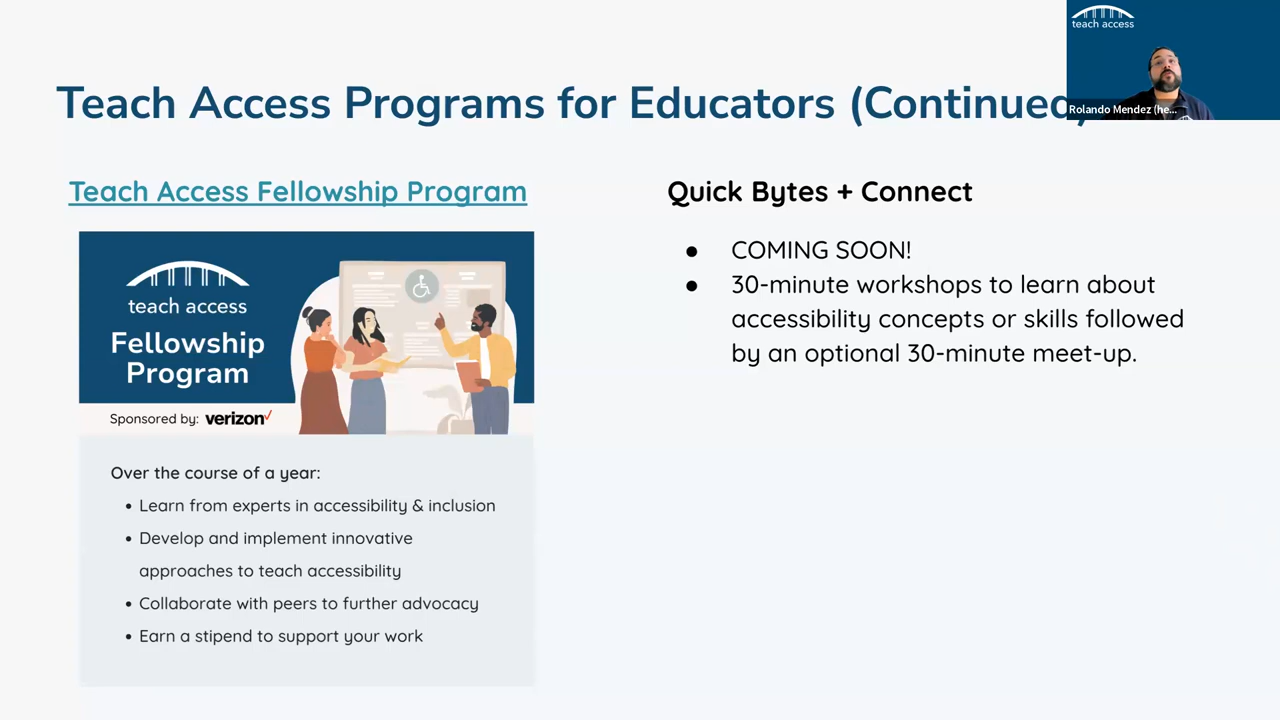 teach access
Teach Access Programs for Educators (Continued)
Rolando Mendez (he...
Teach Access Fellowship Program
teach access
Fellowship
Program
Sponsored by: verizon
Over the course of a year:
• Learn from experts in accessibility & inclusion
• Develop and implement innovative
approaches to teach accessibility
• Collaborate with peers to further advocacy
• Earn a stipend to support your work
Quick Bytes + Connect
● COMING SOON!
● 30-minute workshops to learn about
accessibility concepts or skills followed
by an optional 30-minute meet-up.